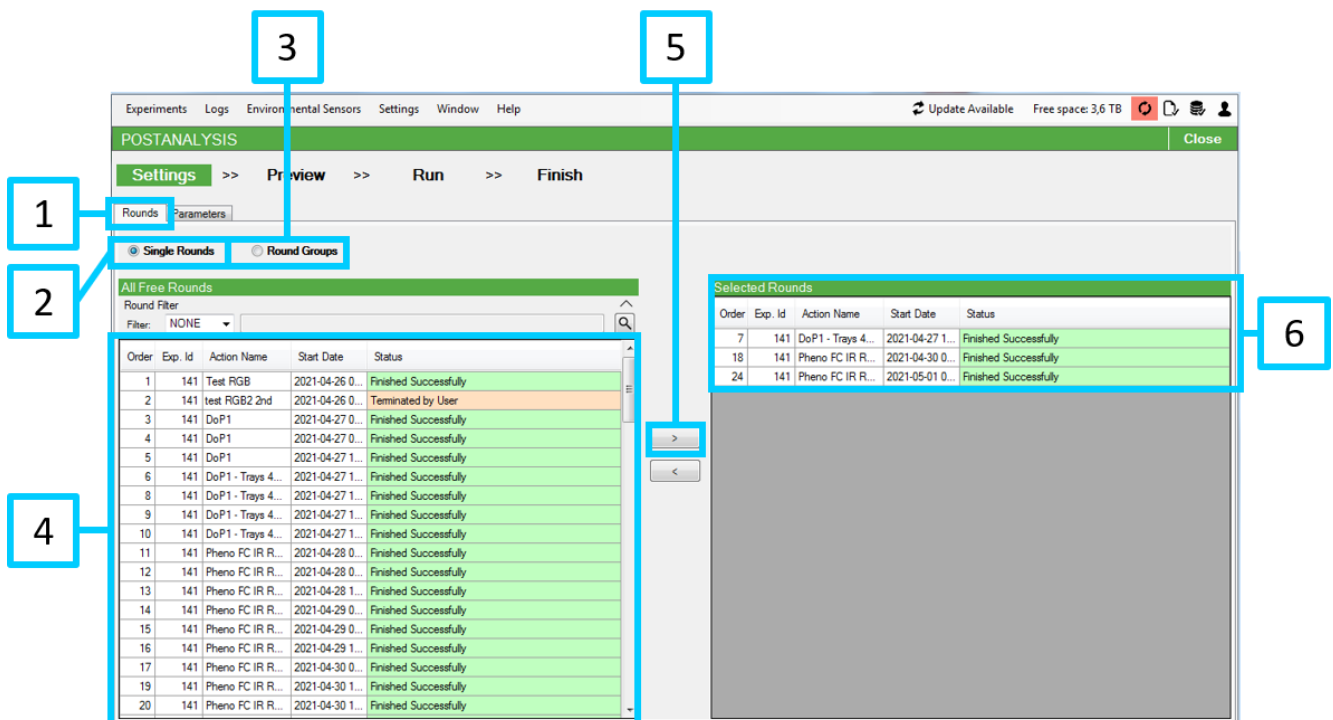 3
5
Experiments Logs Environmental Sensors Settings Window Help Update Available Free space: 3,6 TB
POSTANALYSIS Close
Settings >> Preview >> Run >> Finish
1
Rounds Parameters
Single Rounds Round Groups
2
All Free Rounds
Selected Rounds
Round Filter
Filter: NONE
6
Order Exp. Id Action Name Start Date Status
7 141 DoP1 - Trays 4... 2021-04-27 1... Finished Successfully
18 141 Pheno FC IR R... 2021-04-30 0... Finished Successfully
24 141 Pheno FC IR R... 2021-05-01 0... Finished Successfully
Order Exp. Id Action Name Start Date Status
1 141 Test RGB 2021-04-26 0... Finished Successfully
2 141 test RGB2 2nd 2021-04-26 0... Terminated by User
3 141 DoP1 2021-04-27 0... Finished Successfully
4 141 DoP1 2021-04-27 0... Finished Successfully
5 141 DoP1 2021-04-27 1... Finished Successfully
6 141 DoP1 - Trays 4... 2021-04-27 1... Finished Successfully
8 141 DoP1 - Trays 4... 2021-04-27 1... Finished Successfully
9 141 DoP1 - Trays 4... 2021-04-27 1... Finished Successfully
10 141 DoP1 - Trays 4... 2021-04-27 1... Finished Successfully
11 141 Pheno FC IR R... 2021-04-28 0... Finished Successfully
12 141 Pheno FC IR R... 2021-04-28 0... Finished Successfully
13 141 Pheno FC IR R... 2021-04-28 1... Finished Successfully
14 141 Pheno FC IR R... 2021-04-29 0... Finished Successfully
15 141 Pheno FC IR R... 2021-04-29 0... Finished Successfully
16 141 Pheno FC IR R... 2021-04-29 1... Finished Successfully
17 141 Pheno FC IR R... 2021-04-30 0... Finished Successfully
19 141 Pheno FC IR R... 2021-04-30 1... Finished Successfully
20 141 Pheno FC IR R... 2021-04-30 1... Finished Successfully
4
>
<